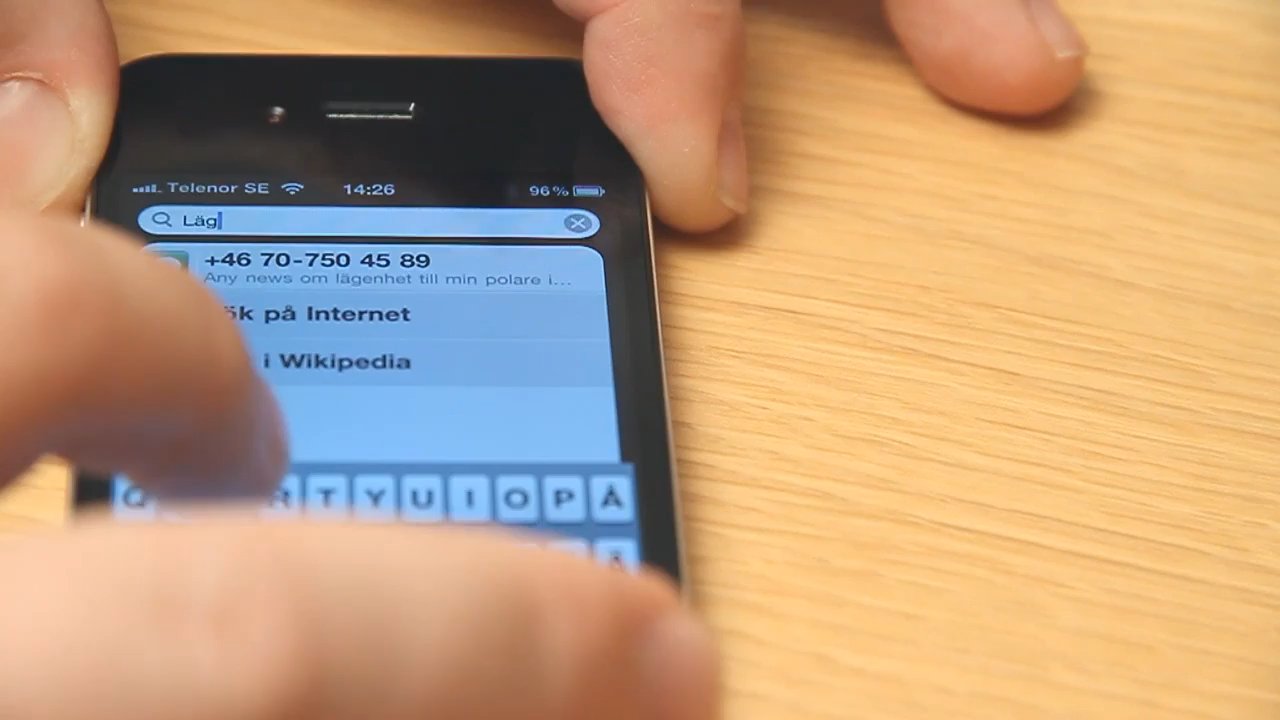 Telenor SE 14:26 96%
Läg
+46 70-750 45 89
Any news om lägenhet till min polare i...
på Internet
i Wikipedia
Q R T Y U I O P Å